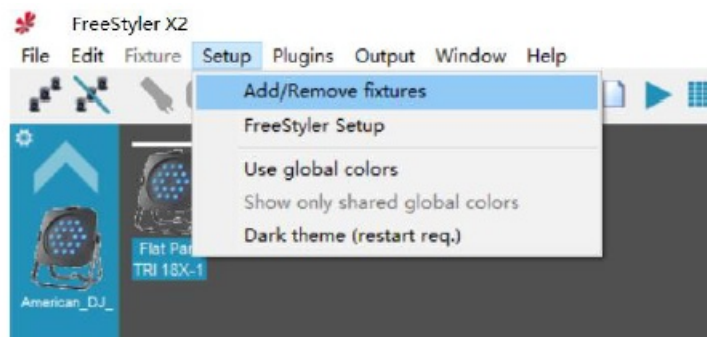 FreeStyler X2
File Edit Fixture Setup Plugins Output Window Help
Add/Remove fixtures
FreeStyler Setup
Use global colors
Show only shared global colors
Dark theme (restart req.)
Flat Par
TRI 18X-1
American_DJ_